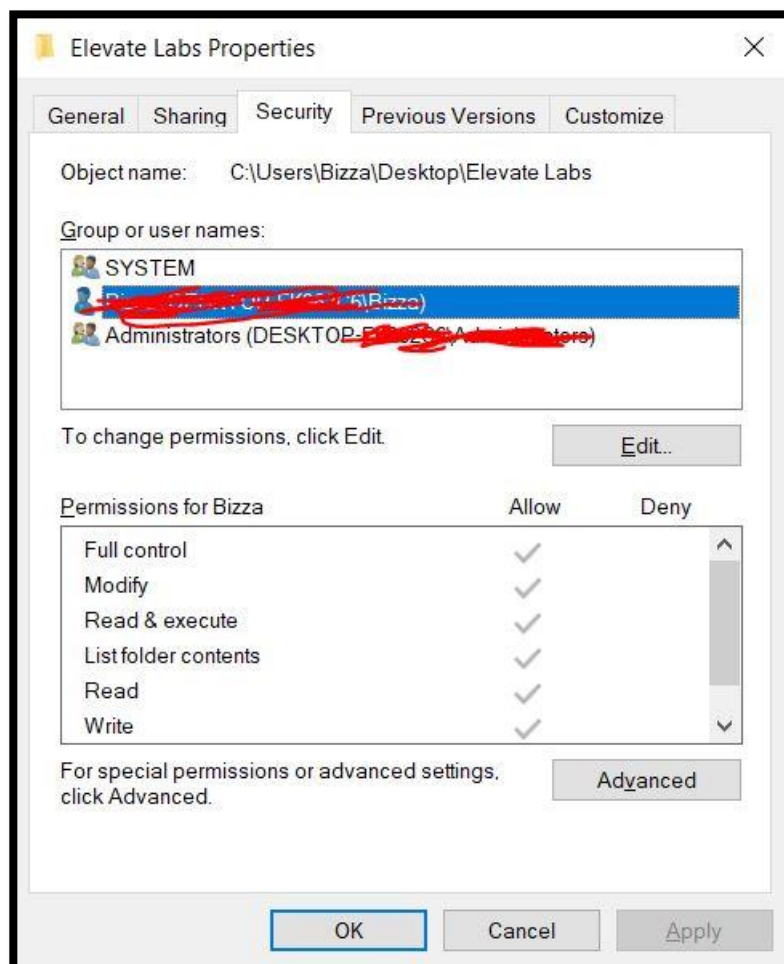 Elevate Labs Properties
General Sharing Security Previous Versions Customize
Object name: C:\Users\Bizza\Desktop\Elevate Labs
Group or user names:
SYSTEM
\Bizza)
Administrators (DESKTOP-
To change permissions, click Edit.
Edit...
Permissions for Bizza Allow Deny
Full control
Modify
Read & execute
List folder contents
Read
Write
For special permissions or advanced settings,
click Advanced.
Advanced
OK Cancel Apply